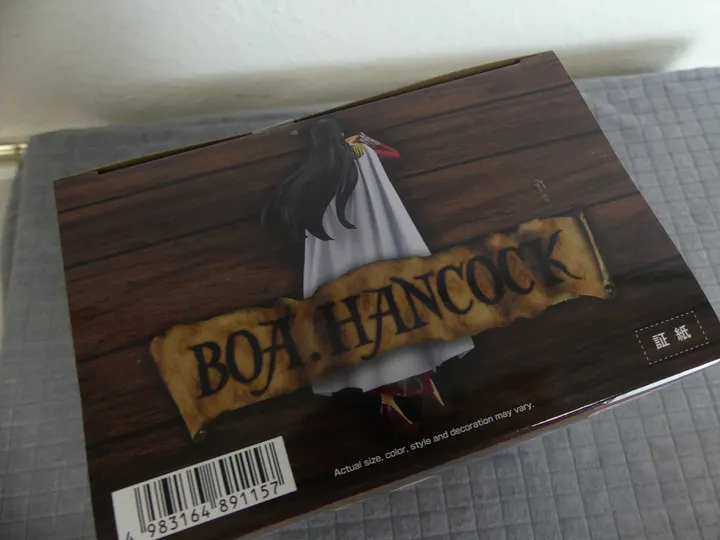 BOA. HANCOCK
証紙
Actual size, color, style and decoration may vary.
4 983164 891157